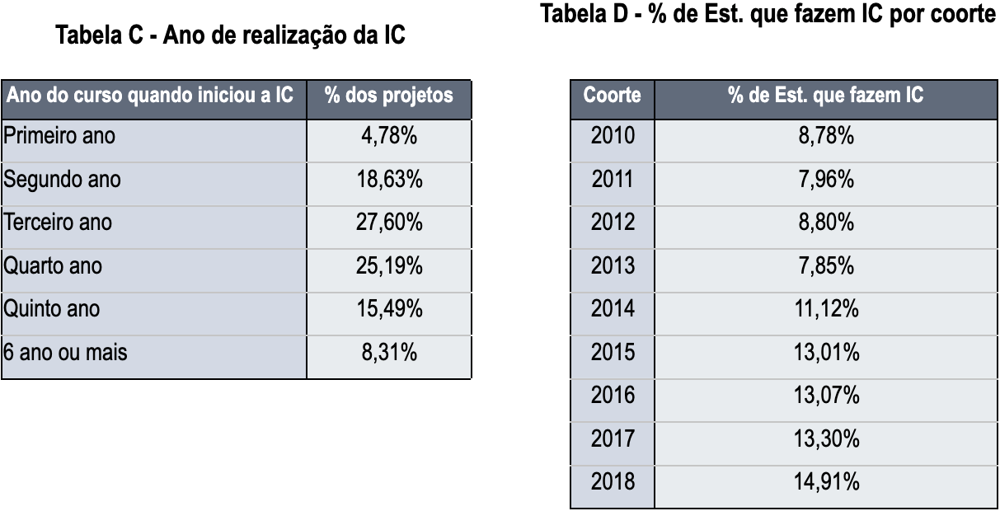 Tabela C - Ano de realização da IC
Ano do curso quando iniciou a IC % dos projetos
Primeiro ano 4,78%
Segundo ano 18,63%
Terceiro ano 27,60%
Quarto ano 25,19%
Quinto ano 15,49%
6 ano ou mais 8,31%
Tabela D - % de Est. que fazem IC por coorte
Coorte % de Est. que fazem IC
2010 8,78%
2011 7,96%
2012 8,80%
2013 7,85%
2014 11,12%
2015 13,01%
2016 13,07%
2017 13,30%
2018 14,91%